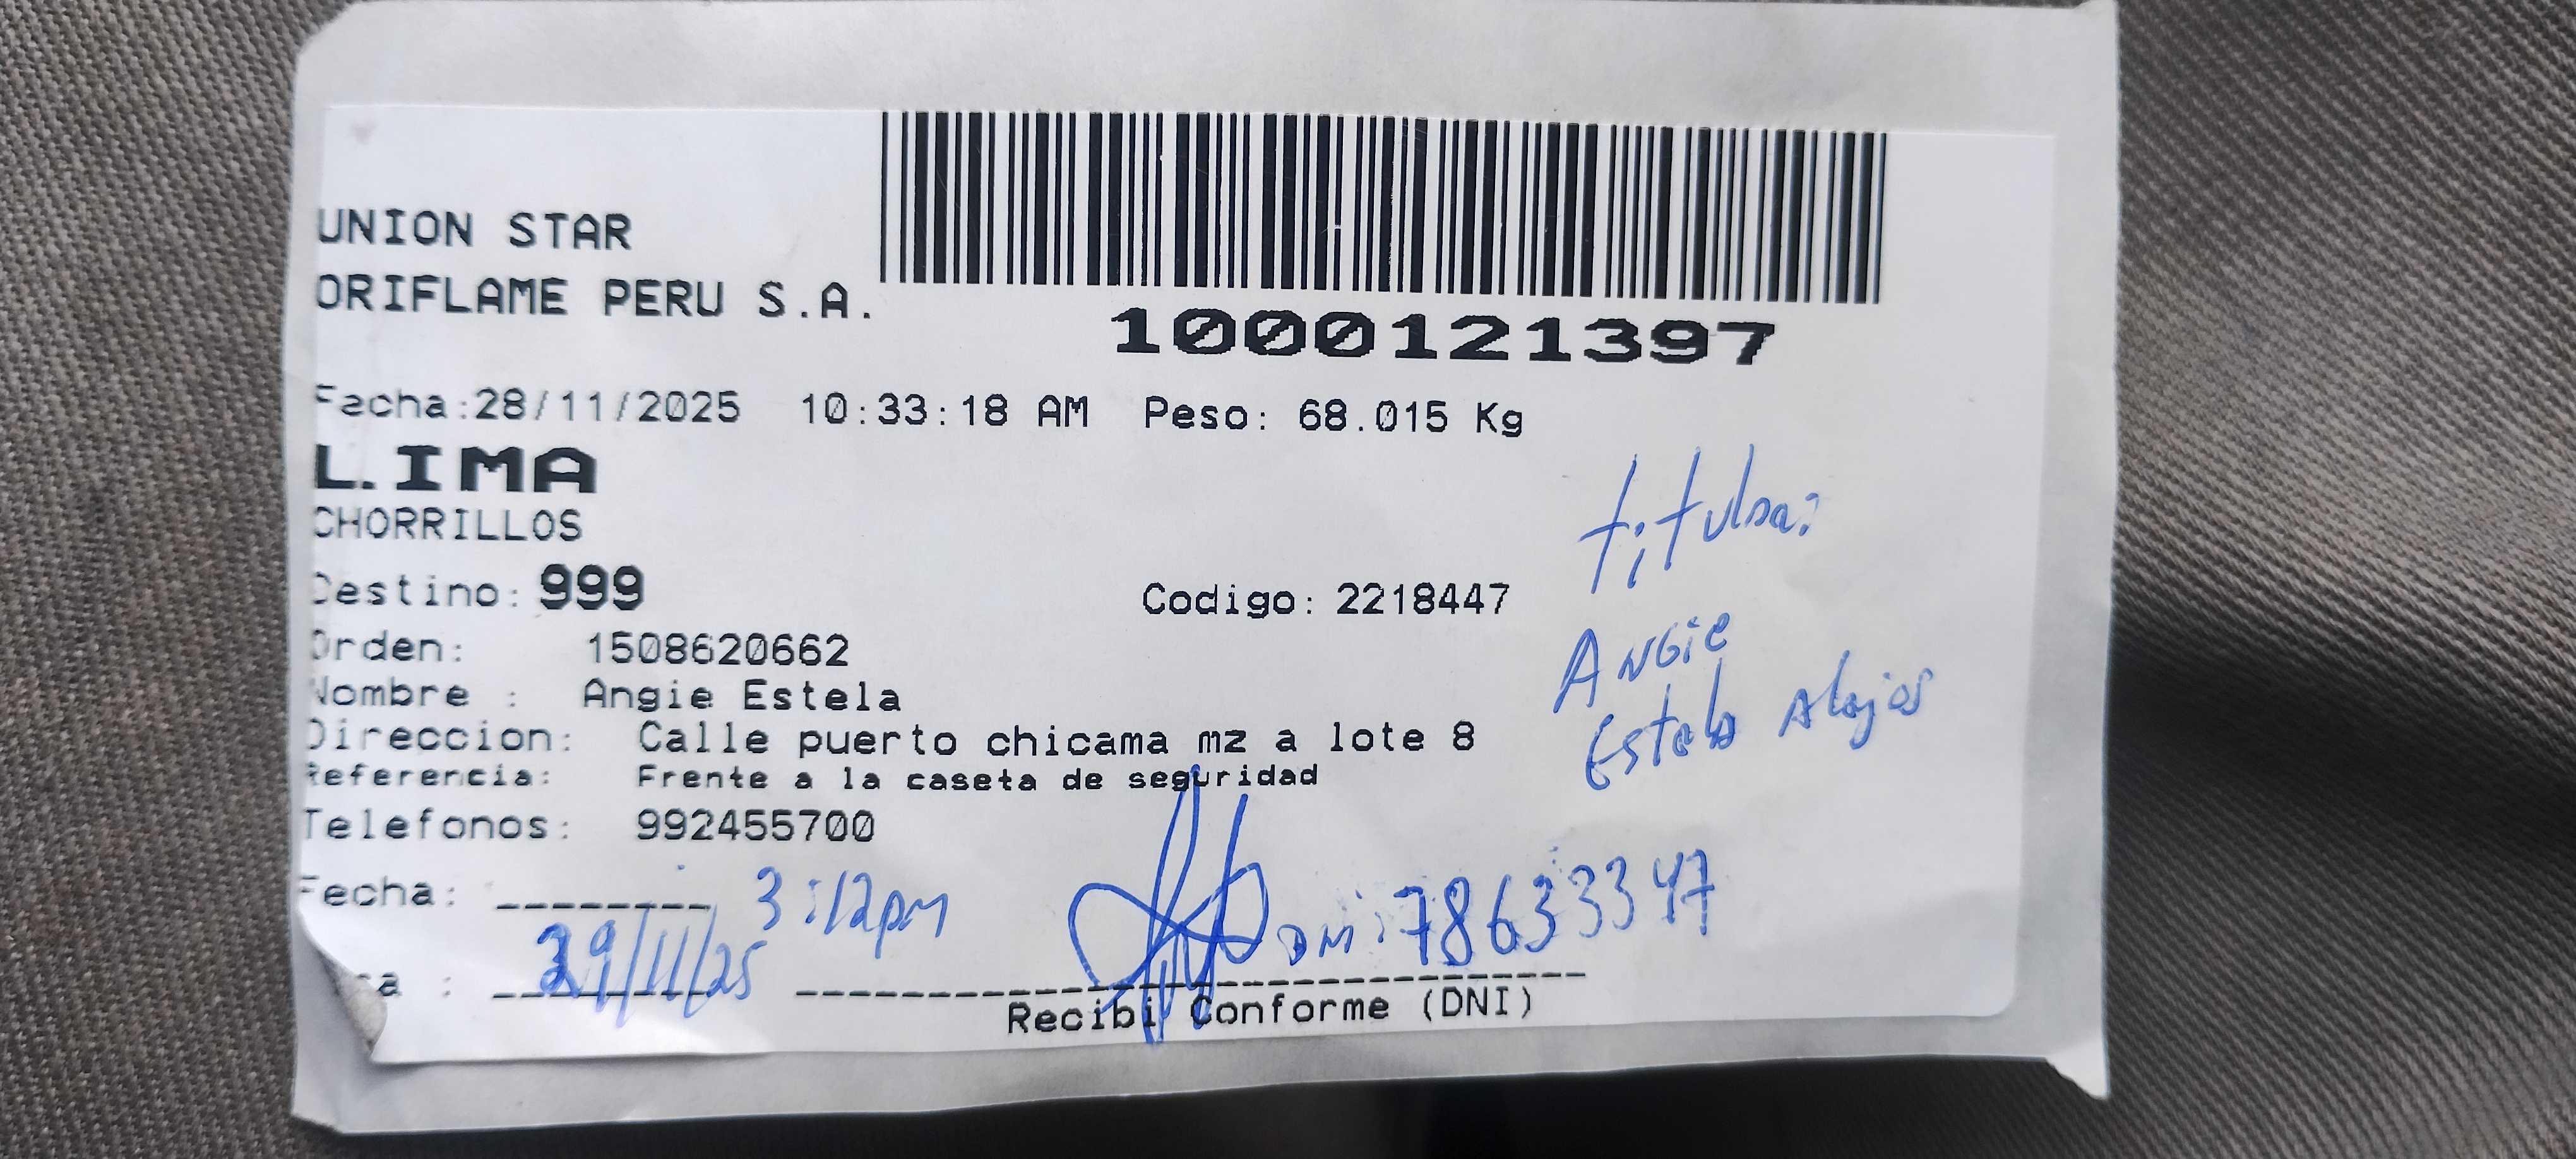 UNION STAR
ORIFLAME PERU S.A.
1000121397
Fecha:28/11/2025 10:33:18 AM Peso: 68.015 Kg
LIMA
CHORRILLOS
titular:
Destino: 999 Codigo: 2218447
Orden: 1508620662
Angie
Nombre : Angie Estela
Estela Alejos
Direccion: Calle puerto chicama mz a lote 8
Referencia: Frente a la caseta de seguridad
Telefonos: 992455700
Fecha: 3:12pm
DNI: 78633347
29/11/25
Recibi Conforme (DNI)